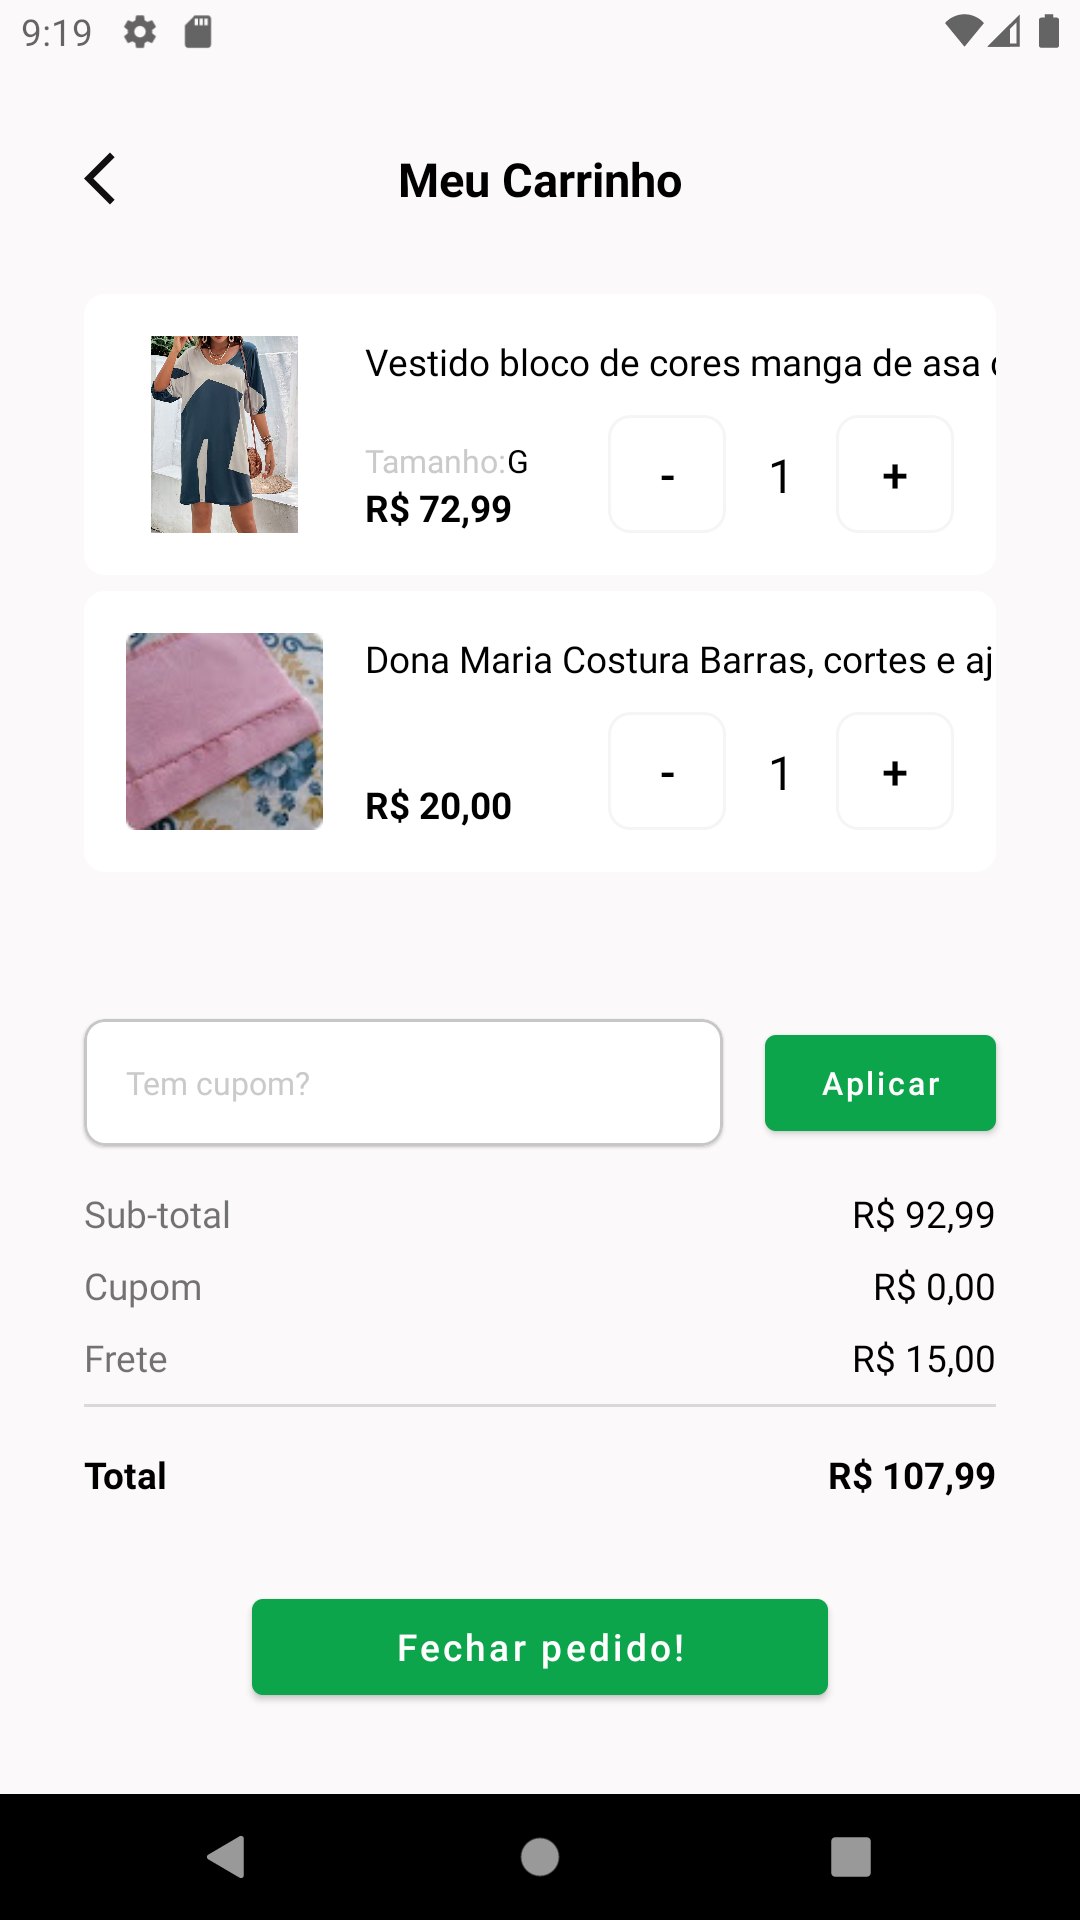 9:19
Meu Carrinho
Vestido bloco de cores manga de asa
Tamanho:G
R$ 72,99
- 1 +
Dona Maria Costura Barras, cortes e aj
R$ 20,00
- 1 +
Tem cupom?
Aplicar
Sub-total R$ 92,99
Cupom R$ 0,00
Frete R$ 15,00
Total R$ 107,99
Fechar pedido!